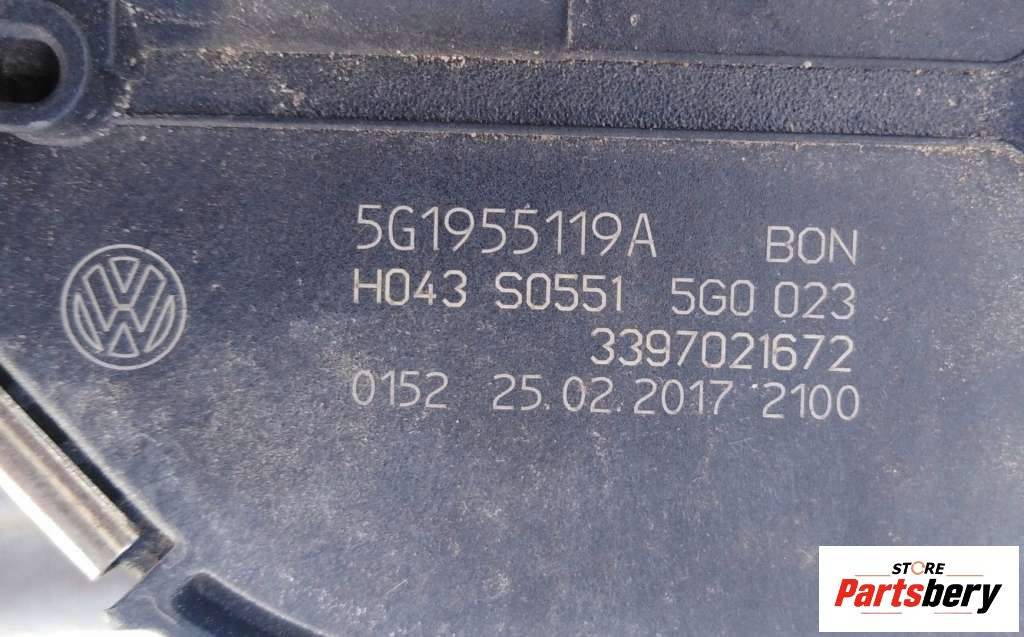 5G1955119A BON
H043 S0551 5G0 023
3397021672
0152 25.02.2017 2100
STORE
Partsbery